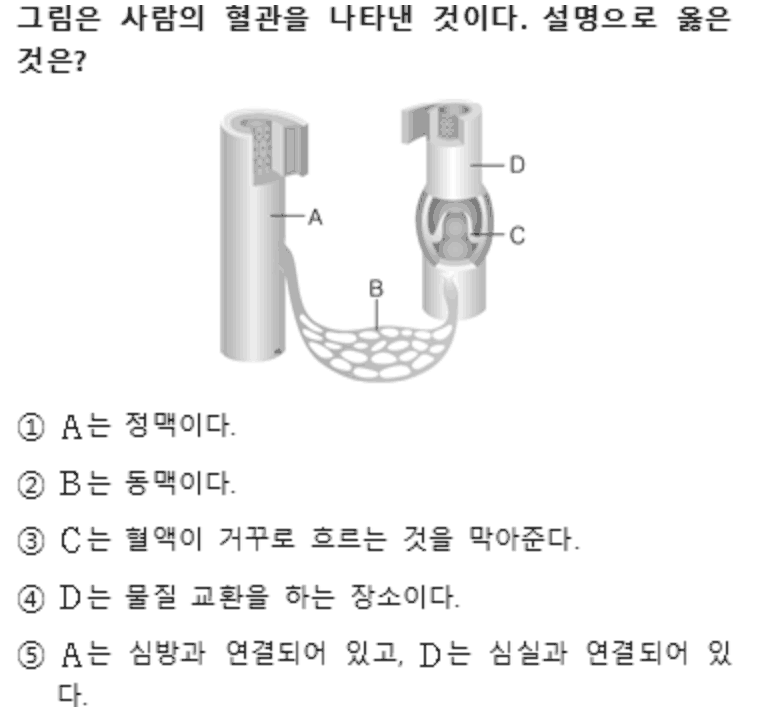 그림은 사람의 혈관을 나타낸 것이다. 설명으로 옳은
것은?
D
A
C
B
① A는 정맥이다.
② B는 동맥이다.
③ C는 혈액이 거꾸로 흐르는 것을 막아준다.
④ D는 물질 교환을 하는 장소이다.
⑤ A는 심방과 연결되어 있고, D는 심실과 연결되어 있
다.